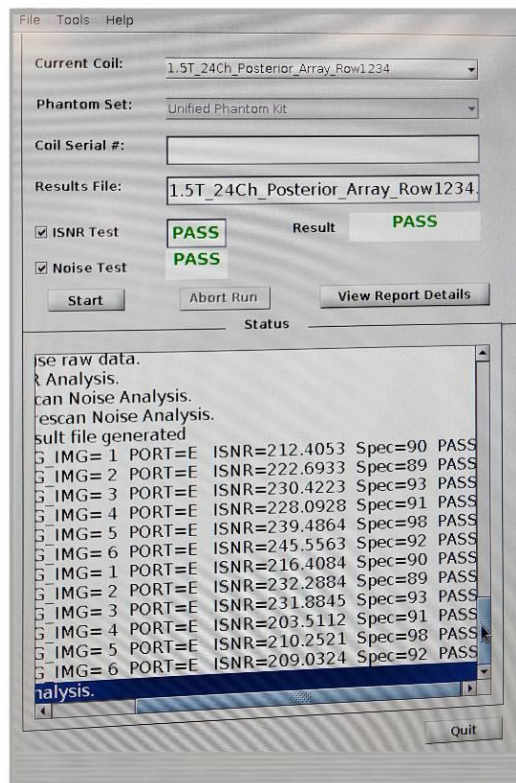 File Tools Help
Current Coil: 1.5T_24Ch_Posterior_Array_Row1234
Phantom Set: Unified Phantom Kit
Coil Serial #:
Results File: 1.5T_24Ch_Posterior_Array_Row1234.
ISNR Test PASS Result PASS
Noise Test PASS
Start Abort Run View Report Details
Status
ise raw data.
R Analysis.
can Noise Analysis.
rescan Noise Analysis.
sult file generated
G_IMG= 1 PORT=E ISNR=212.4053 Spec=90 PASS
G_IMG= 2 PORT=E ISNR=222.6933 Spec=89 PASS
G_IMG= 3 PORT=E ISNR=230.4223 Spec=93 PASS
G_IMG= 4 PORT=E ISNR=228.0928 Spec=91 PASS
G_IMG= 5 PORT=E ISNR=239.4864 Spec=98 PASS
G_IMG= 6 PORT=E ISNR=245.5563 Spec=92 PASS
G_IMG= 1 PORT=E ISNR=216.4084 Spec=90 PASS
G_IMG= 2 PORT=E ISNR=232.2884 Spec=89 PASS
G_IMG= 3 PORT=E ISNR=231.8845 Spec=93 PASS
G_IMG= 4 PORT=E ISNR=203.5112 Spec=91 PASS
G_IMG= 5 PORT=E ISNR=210.2521 Spec=98 PASS
G_IMG= 6 PORT=E ISNR=209.0324 Spec=92 PASS
nalysis.
Quit